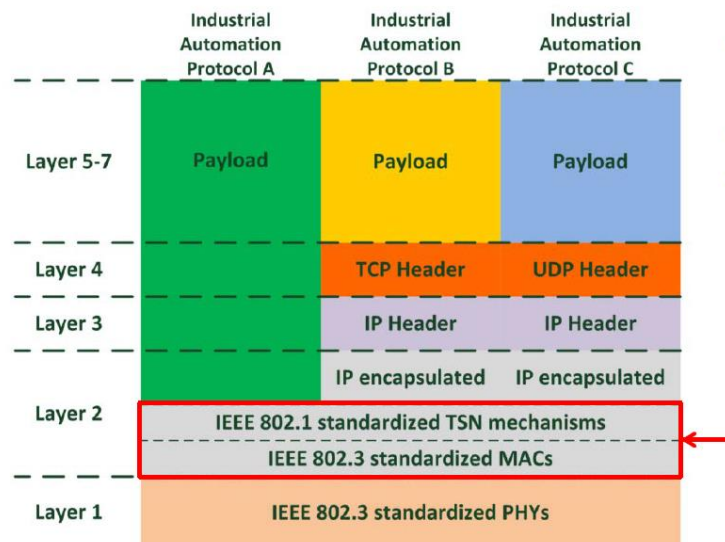 Industrial
Automation
Protocol A
Industrial
Automation
Protocol B
Industrial
Automation
Protocol C
Layer 5-7
Payload
Payload
Payload
Layer 4
TCP Header
UDP Header
Layer 3
IP Header
IP Header
Layer 2
IP encapsulated
IP encapsulated
IEEE 802.1 standardized TSN mechanisms
IEEE 802.3 standardized MACs
Layer 1
IEEE 802.3 standardized PHYs